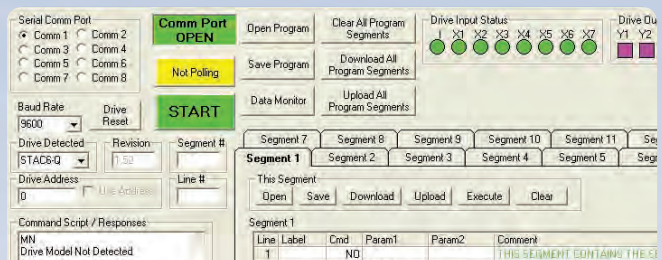 Serial Comm Port
Comm 1 Comm 2
Comm 3 Comm 4
Comm 5 Comm 6
Comm 7 Comm 8
Comm Port
OPEN
Not Polling
START
Open Program
Save Program
Data Monitor
Clear All Program
Segments
Download All
Program Segments
Upload All
Program Segments
Drive Input Status
I X1 X2 X3 X4 X5 X6 X7
Drive Ou
Y1 Y2
Baud Rate
9600
Drive
Reset
Drive Detected
STAC6-Q
Revision
1.52
Segment #
Drive Address
0
Use Address
Line #
Command Script / Responses
MN
Drive Model Not Detected
Segment 7 Segment 8 Segment 9 Segment 10 Segment 11
Segment 1 Segment 2 Segment 3 Segment 4 Segment 5
This Segment
Open Save Download Upload Execute Clear
Segment 1
Line Label Cmd Param1 Param2 Comment
1 NO THIS SEGMENT CONTAINS THE